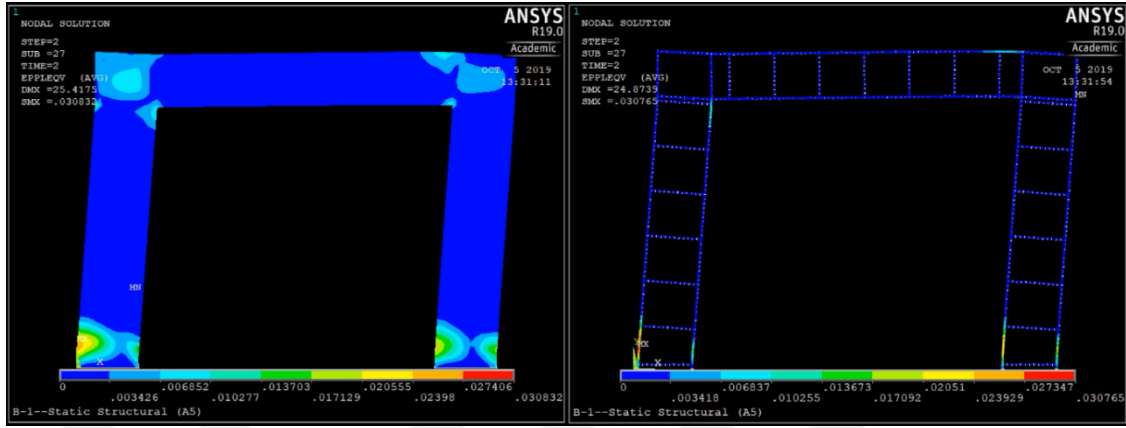 1
NODAL SOLUTION
STEP=2
SUB =27
TIME=2
EPPLEQV (AVG)
DMX =25.4175
SMX =.030832
ANSYS
R19.0
Academic
OCT 5 2019
13:31:11
MN
X
0 .003426 .006852 .010277 .013703 .017129 .020555 .02398 .027406 .030832
B-1--Static Structural (A5)
1
NODAL SOLUTION
STEP=2
SUB =27
TIME=2
EPPLEQV (AVG)
DMX =24.8739
SMX =.030765
ANSYS
R19.0
Academic
OCT 5 2019
13:31:54
MN
MX
X
0 .003418 .006837 .010255 .013673 .017092 .02051 .023929 .027347 .030765
B-1--Static Structural (A5)